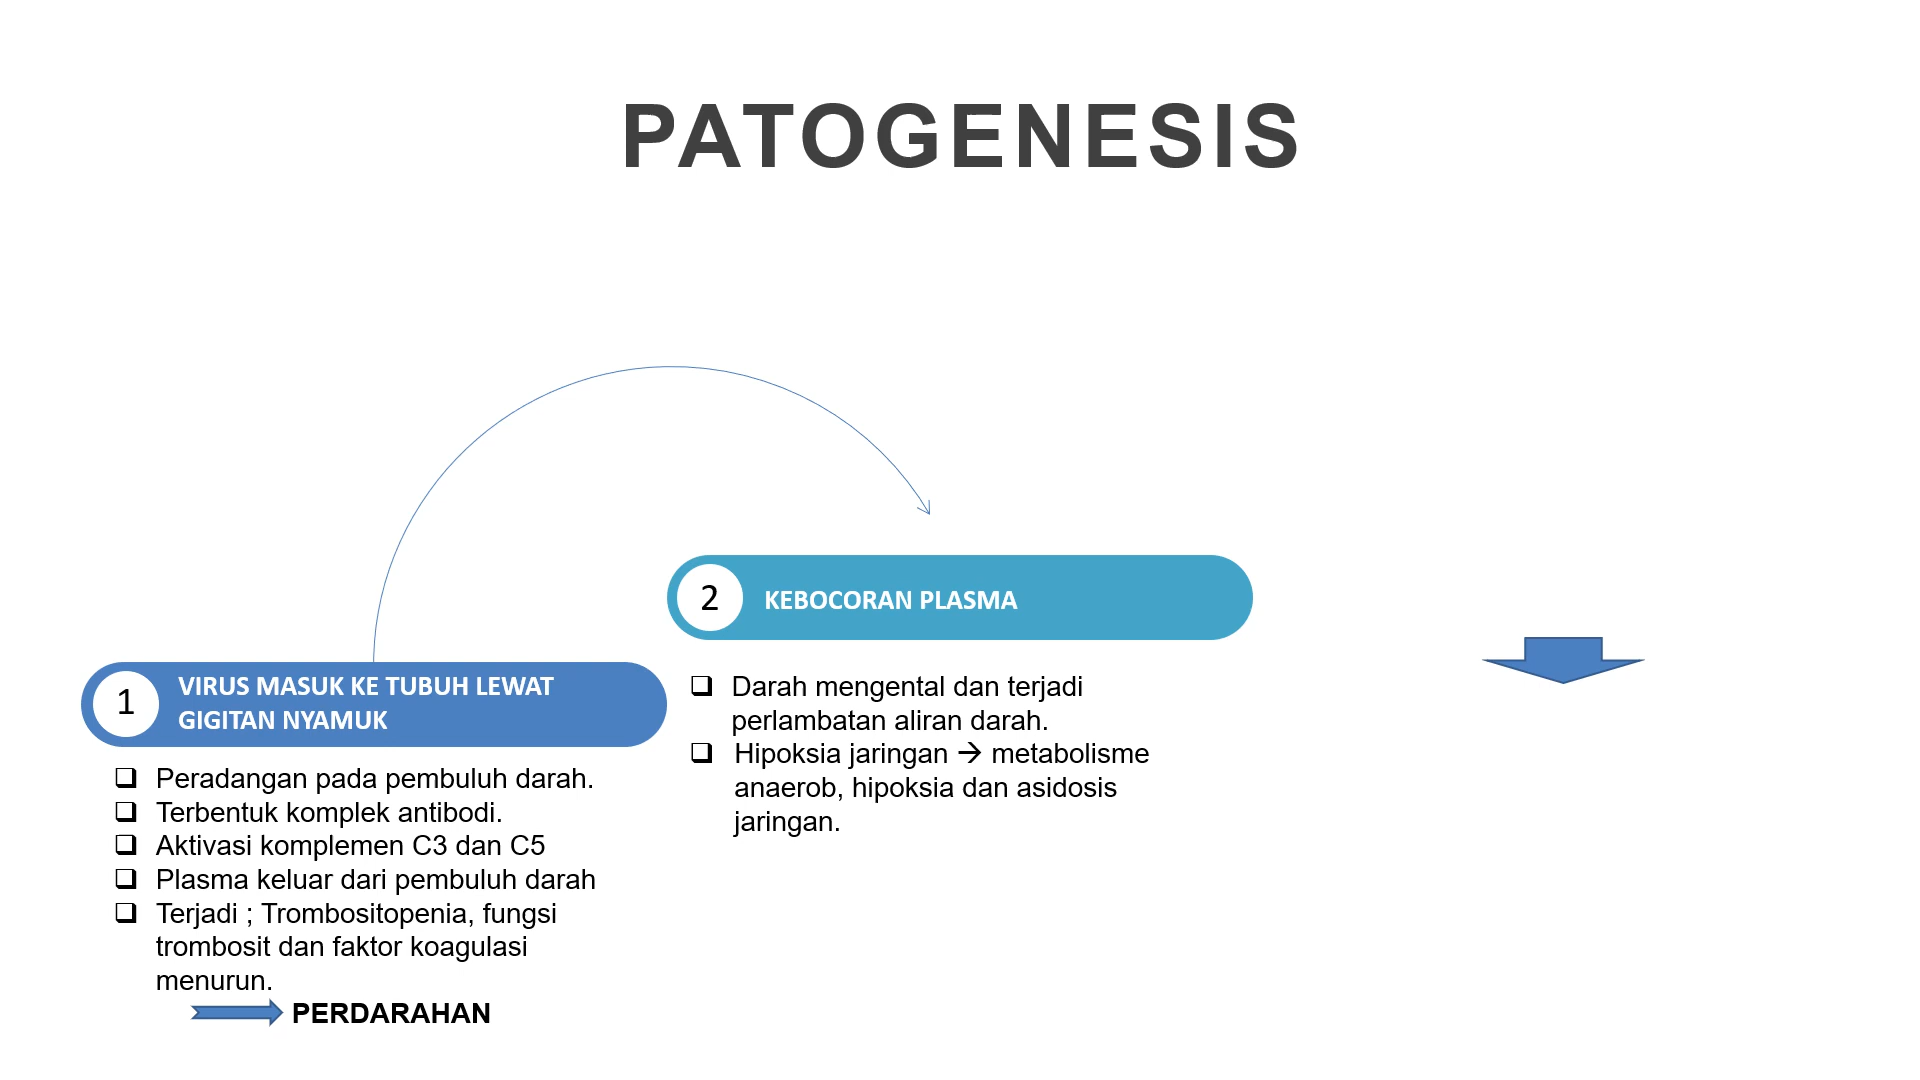 PATOGENESIS
1
VIRUS MASUK KE TUBUH LEWAT
GIGITAN NYAMUK
❑ Peradangan pada pembuluh darah.
❑ Terbentuk komplek antibodi.
❑ Aktivasi komplemen C3 dan C5
❑ Plasma keluar dari pembuluh darah
❑ Terjadi ; Trombositopenia, fungsi
trombosit dan faktor koagulasi
menurun.
PERDARAHAN
2
KEBOCORAN PLASMA
❑ Darah mengental dan terjadi
perlambatan aliran darah.
❑ Hipoksia jaringan → metabolisme
anaerob, hipoksia dan asidosis
jaringan.